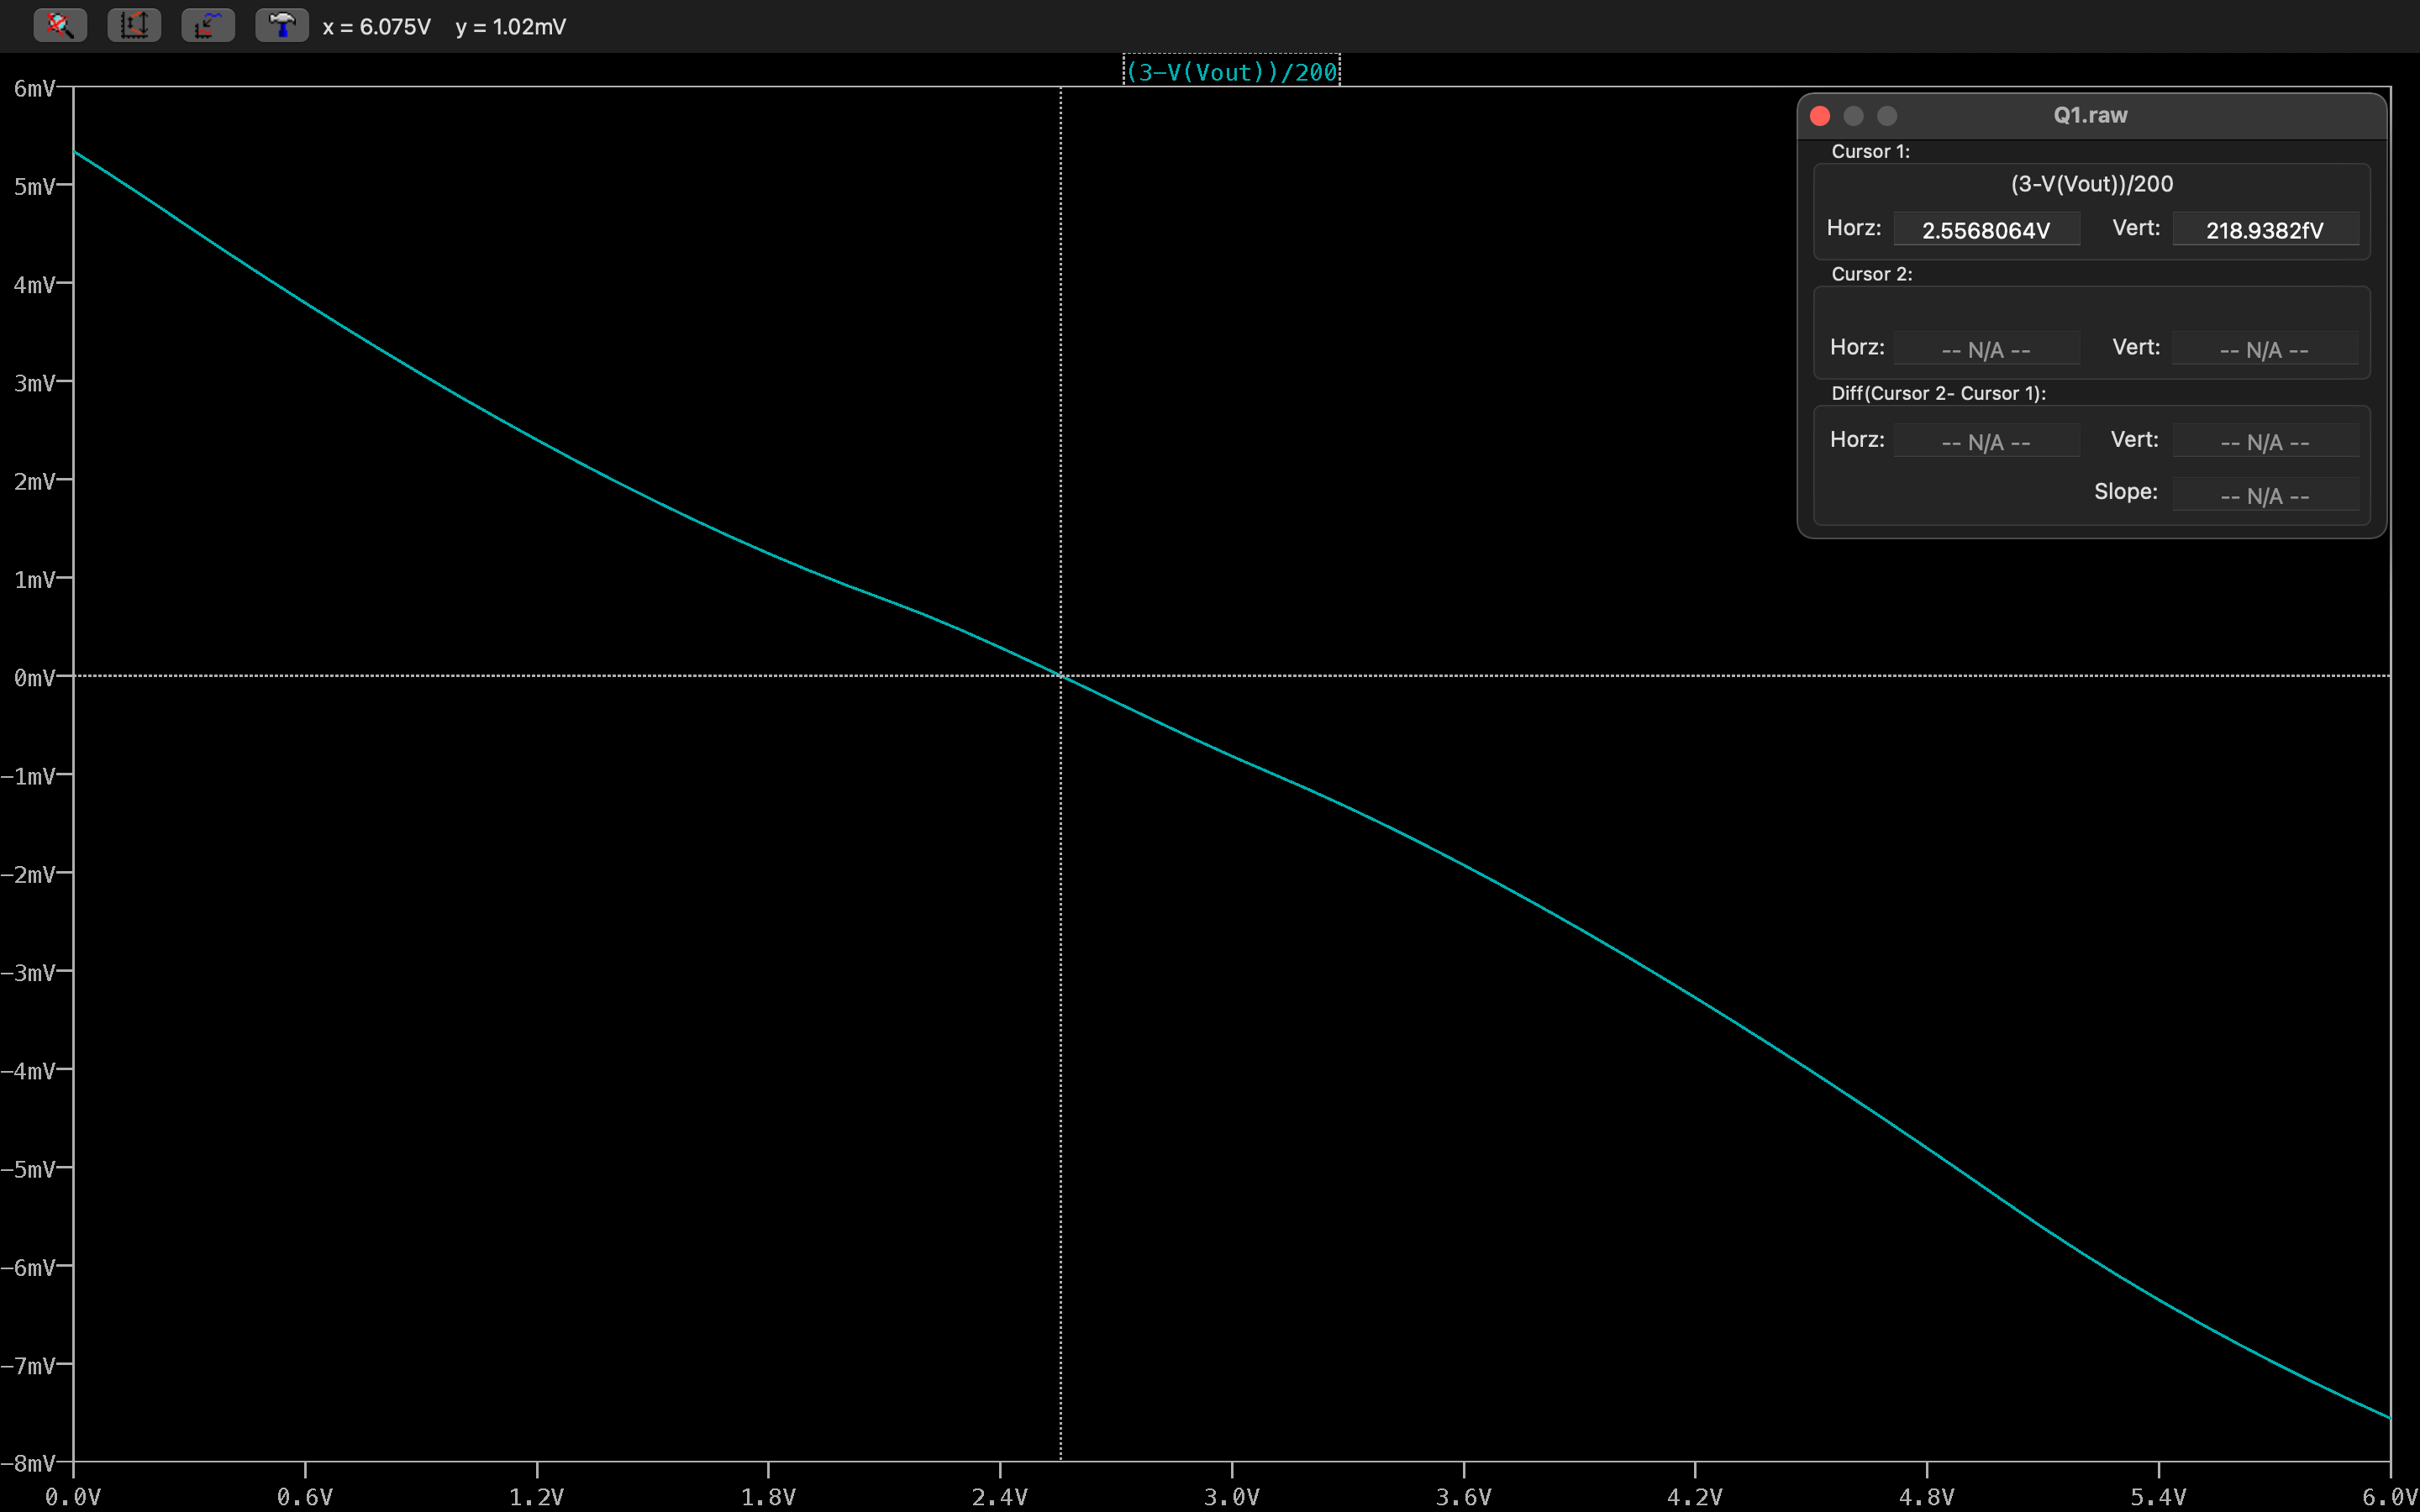 x = 6.075V y = 1.02mV
(3−V(Vout))/200
6mV
5mV
4mV
3mV
2mV
1mV
0mV
−1mV
−2mV
−3mV
−4mV
−5mV
−6mV
−7mV
−8mV
0.0V 0.6V 1.2V 1.8V 2.4V 3.0V 3.6V 4.2V 4.8V 5.4V 6.0V
Q1.raw
Cursor 1:
(3-V(Vout))/200
Horz: 2.5568064V Vert: 218.9382fV
Cursor 2:
Horz: -- N/A -- Vert: -- N/A --
Diff(Cursor 2- Cursor 1):
Horz: -- N/A -- Vert: -- N/A --
Slope: -- N/A --